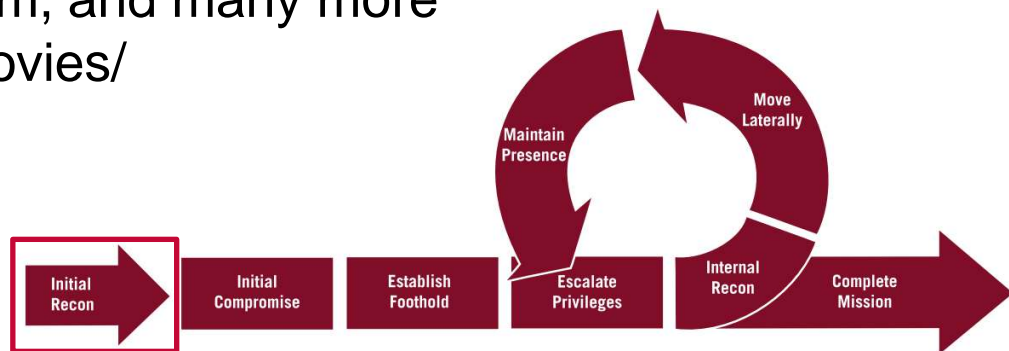 m, and many more
ovies/
Move
Laterally
Maintain
Presence
Initial
Recon
Initial
Compromise
Establish
Foothold
Escalate
Privileges
Internal
Recon
Complete
Mission